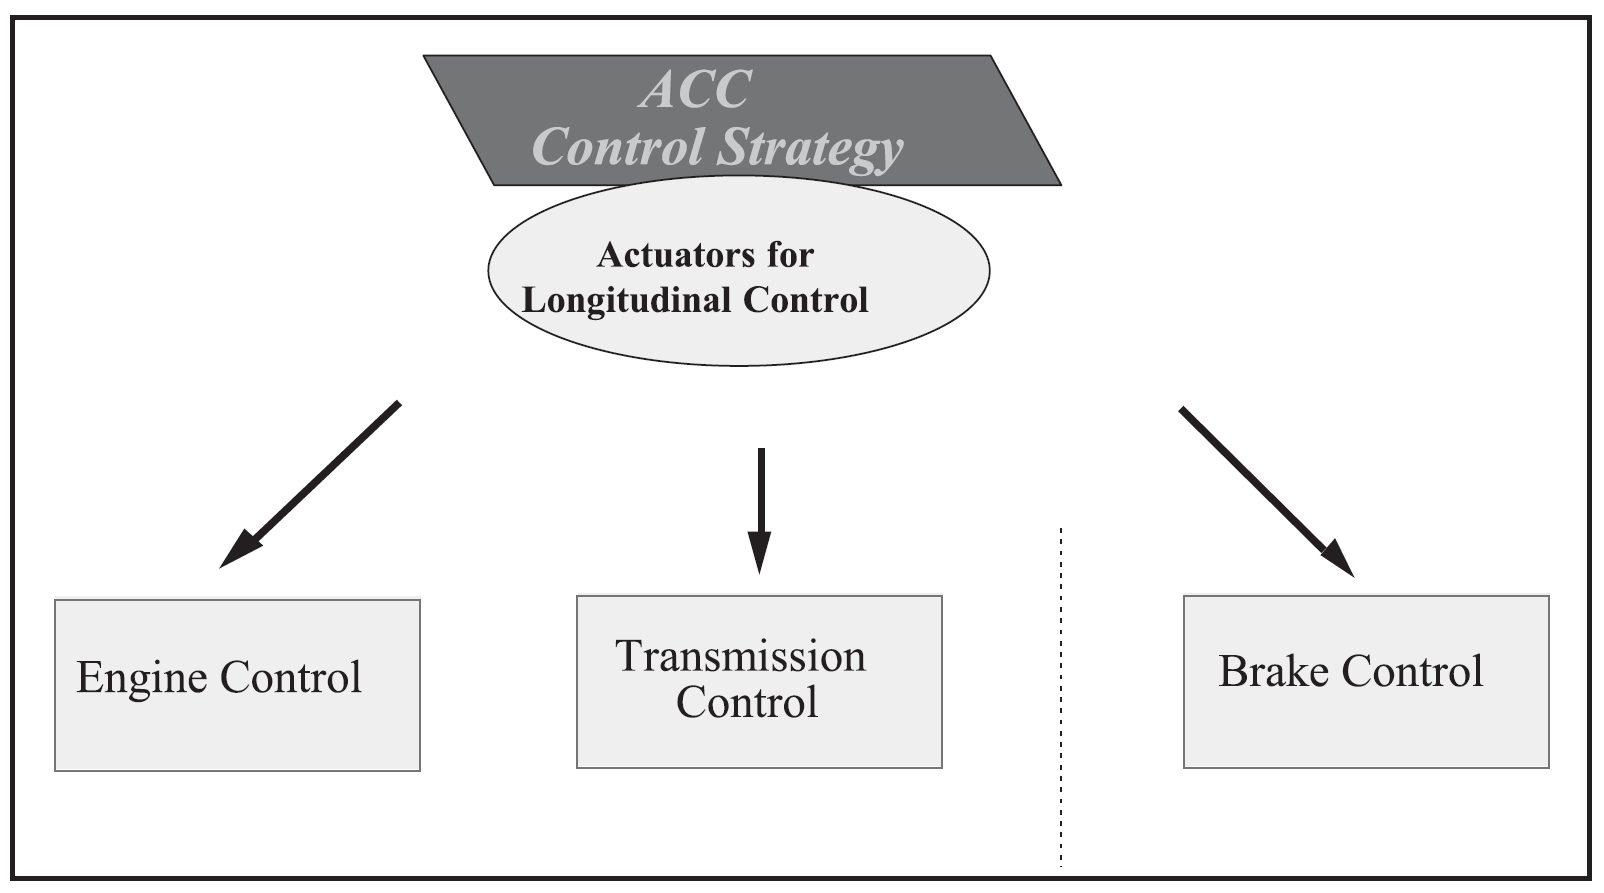 ACC
Control Strategy
Actuators for
Longitudinal Control
Engine Control
Transmission
Control
Brake Control